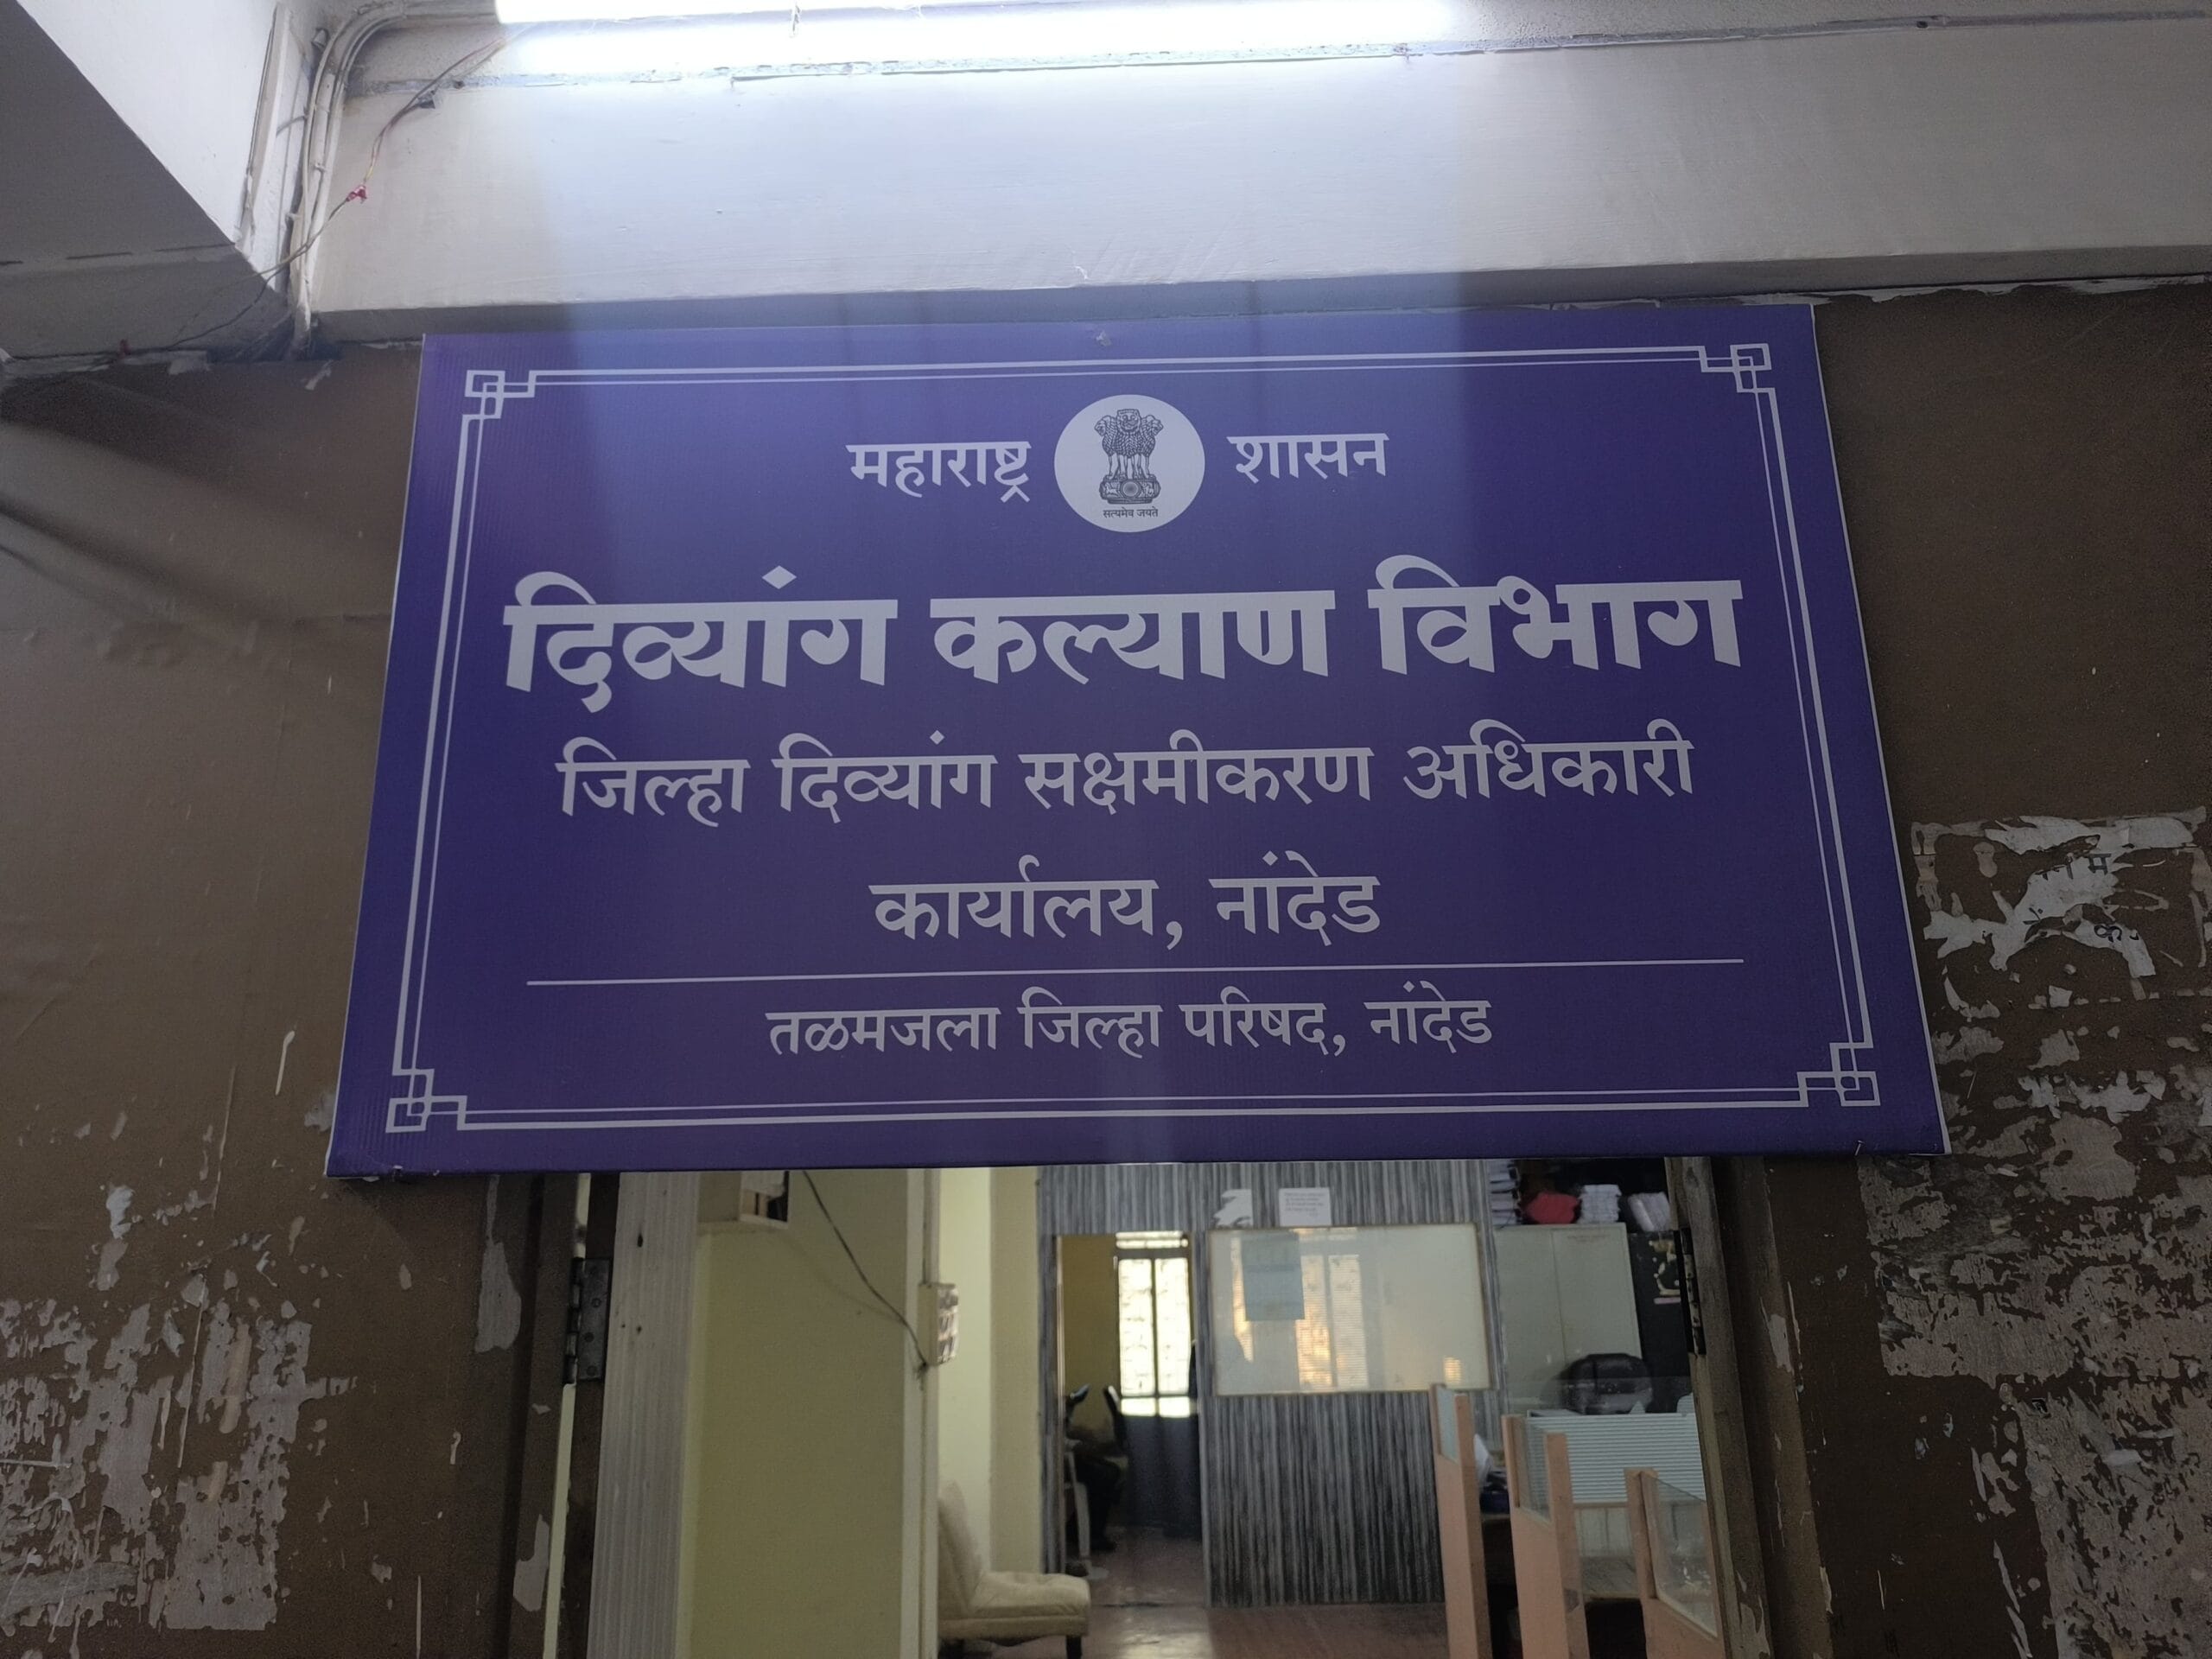 महाराष्ट्र शासन
सत्यमेव जयते
दिव्यांग कल्याण विभाग
जिल्हा दिव्यांग सक्षमीकरण अधिकारी
कार्यालय, नांदेड
तळमजला जिल्हा परिषद, नांदेड